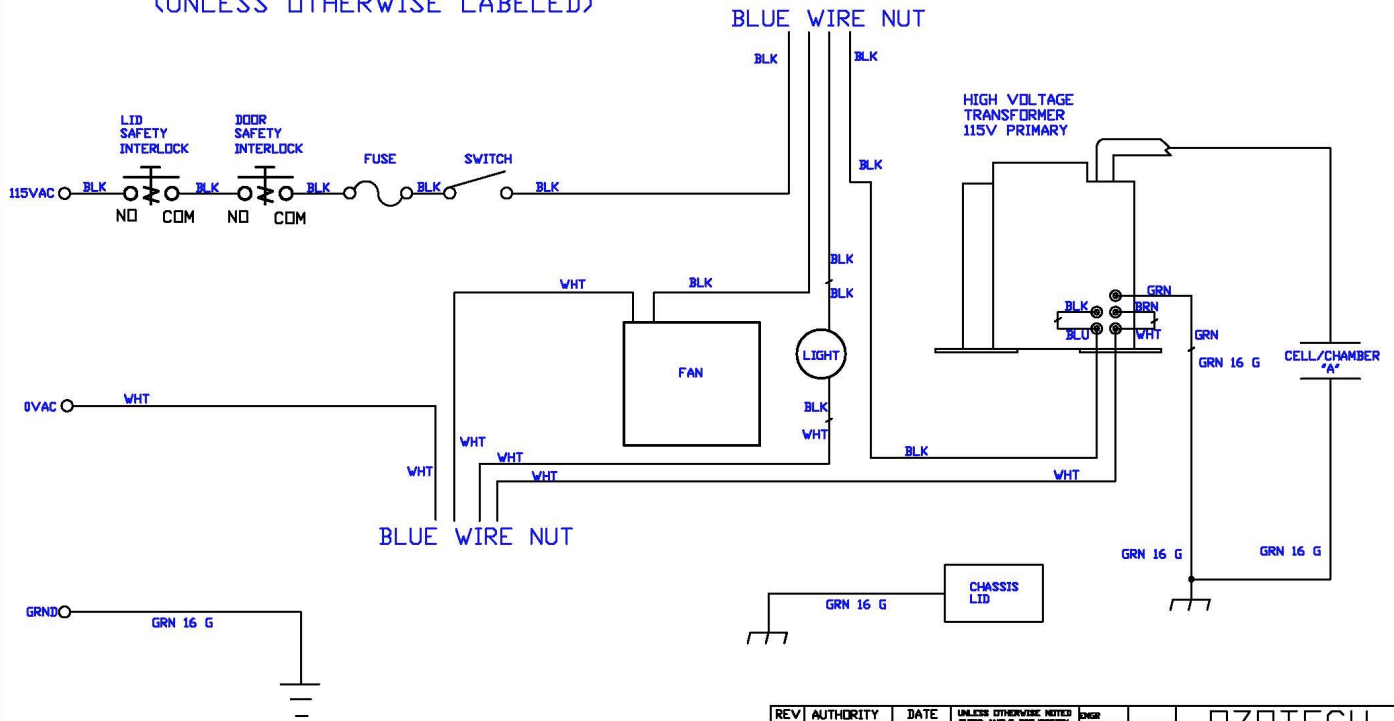 (UNLESS OTHERWISE LABELED)
BLUE WIRE NUT
BLK
BLK
HIGH VOLTAGE
TRANSFORMER
115V PRIMARY
LID
SAFETY
INTERLOCK
DOOR
SAFETY
INTERLOCK
FUSE
SWITCH
BLK
115VAC
BLK
BLK
BLK
BLK
BLK
NO
COM
NO
COM
BLK
WHT
BLK
BLK
GRN
BLK
BRN
BLU
WHT
GRN
GRN 16 G
LIGHT
CELL/CHAMBER
"A"
FAN
0VAC
WHT
BLK
WHT
WHT
WHT
BLK
WHT
WHT
WHT
BLUE WIRE NUT
GRN 16 G
GRN 16 G
CHASSIS
LID
GRN 16 G
GRND
GRN 16 G
REV
AUTHORITY
DATE
UNLESS OTHERWISE NOTED
ENGR
OZOTECH